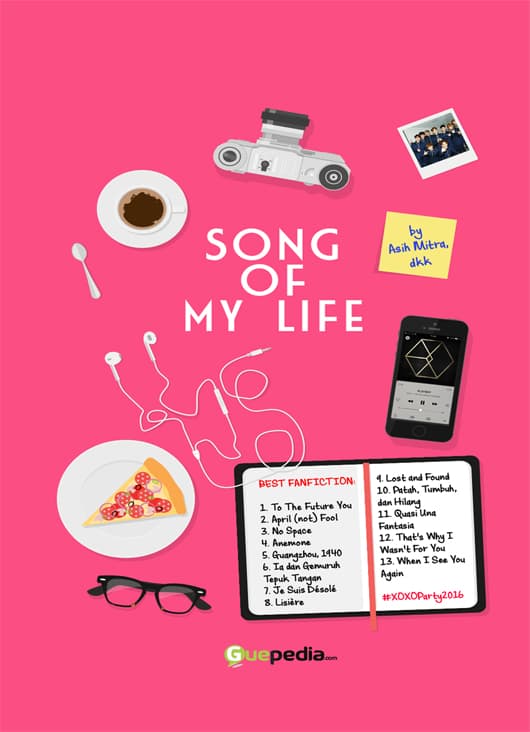 by
Asih Mitra,
dkk
SONG
OF
MY LIFE
BEST FANFICTION:
1. To The Future You
2. April (not) Fool
3. No Space
4. Anemone
5. Guangzhou, 1940
6. Ia dan Gemuruh
Tepuk Tangan
7. Je Suis Désolé
8. Lisière
9. Lost and Found
10. Patah, Tumbuh,
dan Hilang
11. Quasi Una
Fantasia
12. That's Why I
Wasn't For You
13. When I See You
Again
#XOXOParty2016
Guepedia.com